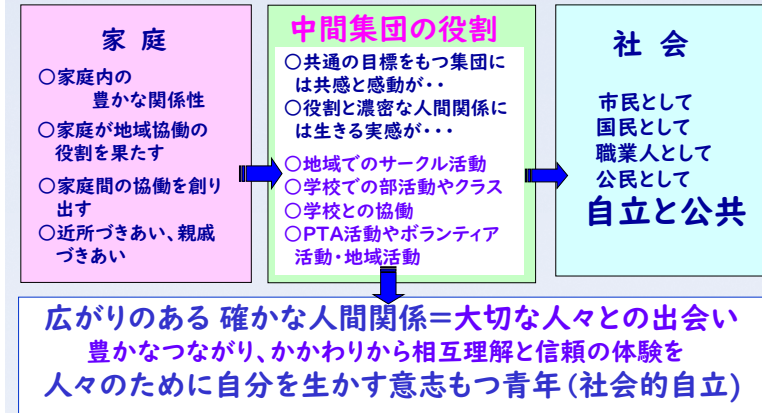 家 庭
○家庭内の
豊かな関係性
○家庭が地域協働の
役割を果たす
○家庭間の協働を創り
出す
○近所づきあい、親戚
づきあい
中間集団の役割
○共通の目標をもつ集団に
は共感と感動が・・
○役割と濃密な人間関係に
は生きる実感が・・・
○地域でのサークル活動
○学校での部活動やクラス
○学校との協働
○PTA活動やボランティア
活動・地域活動
社 会
市民として
国民として
職業人として
公民として
自立と公共
広がりのある 確かな人間関係=大切な人々との出会い
豊かなつながり、かかわりから相互理解と信頼の体験を
人々のために自分を生かす意志もつ青年(社会的自立)